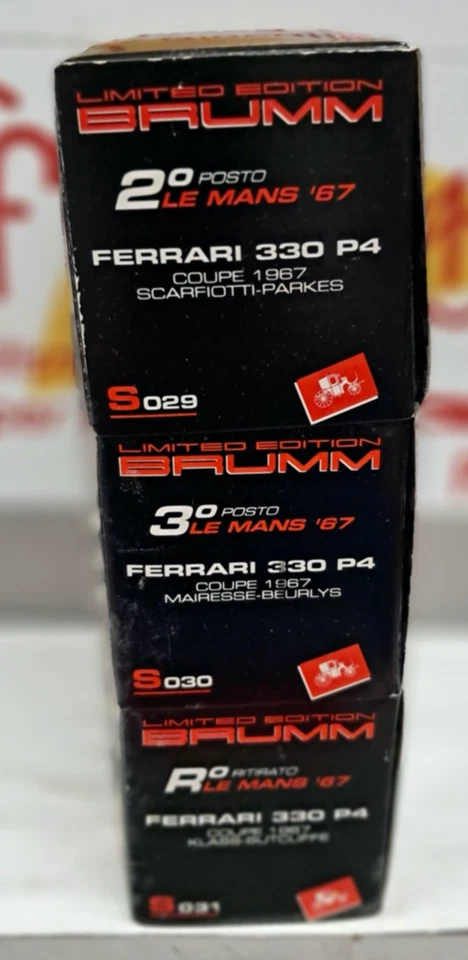 LIMITED EDITION
BRUMM
2º POSTO
LE MANS '67
FERRARI 330 P4
COUPE 1967
SCARFIOTTI-PARKES
S029
LIMITED EDITION
BRUMM
3º POSTO
LE MANS '67
FERRARI 330 P4
COUPE 1967
MAIRESSE-BEURLYS
S030
LIMITED EDITION
BRUMM
Rº RITIRATO
LE MANS '67
FERRARI 330 P4
COUPE 1967
KLASS-SUTCLIFFE
S031